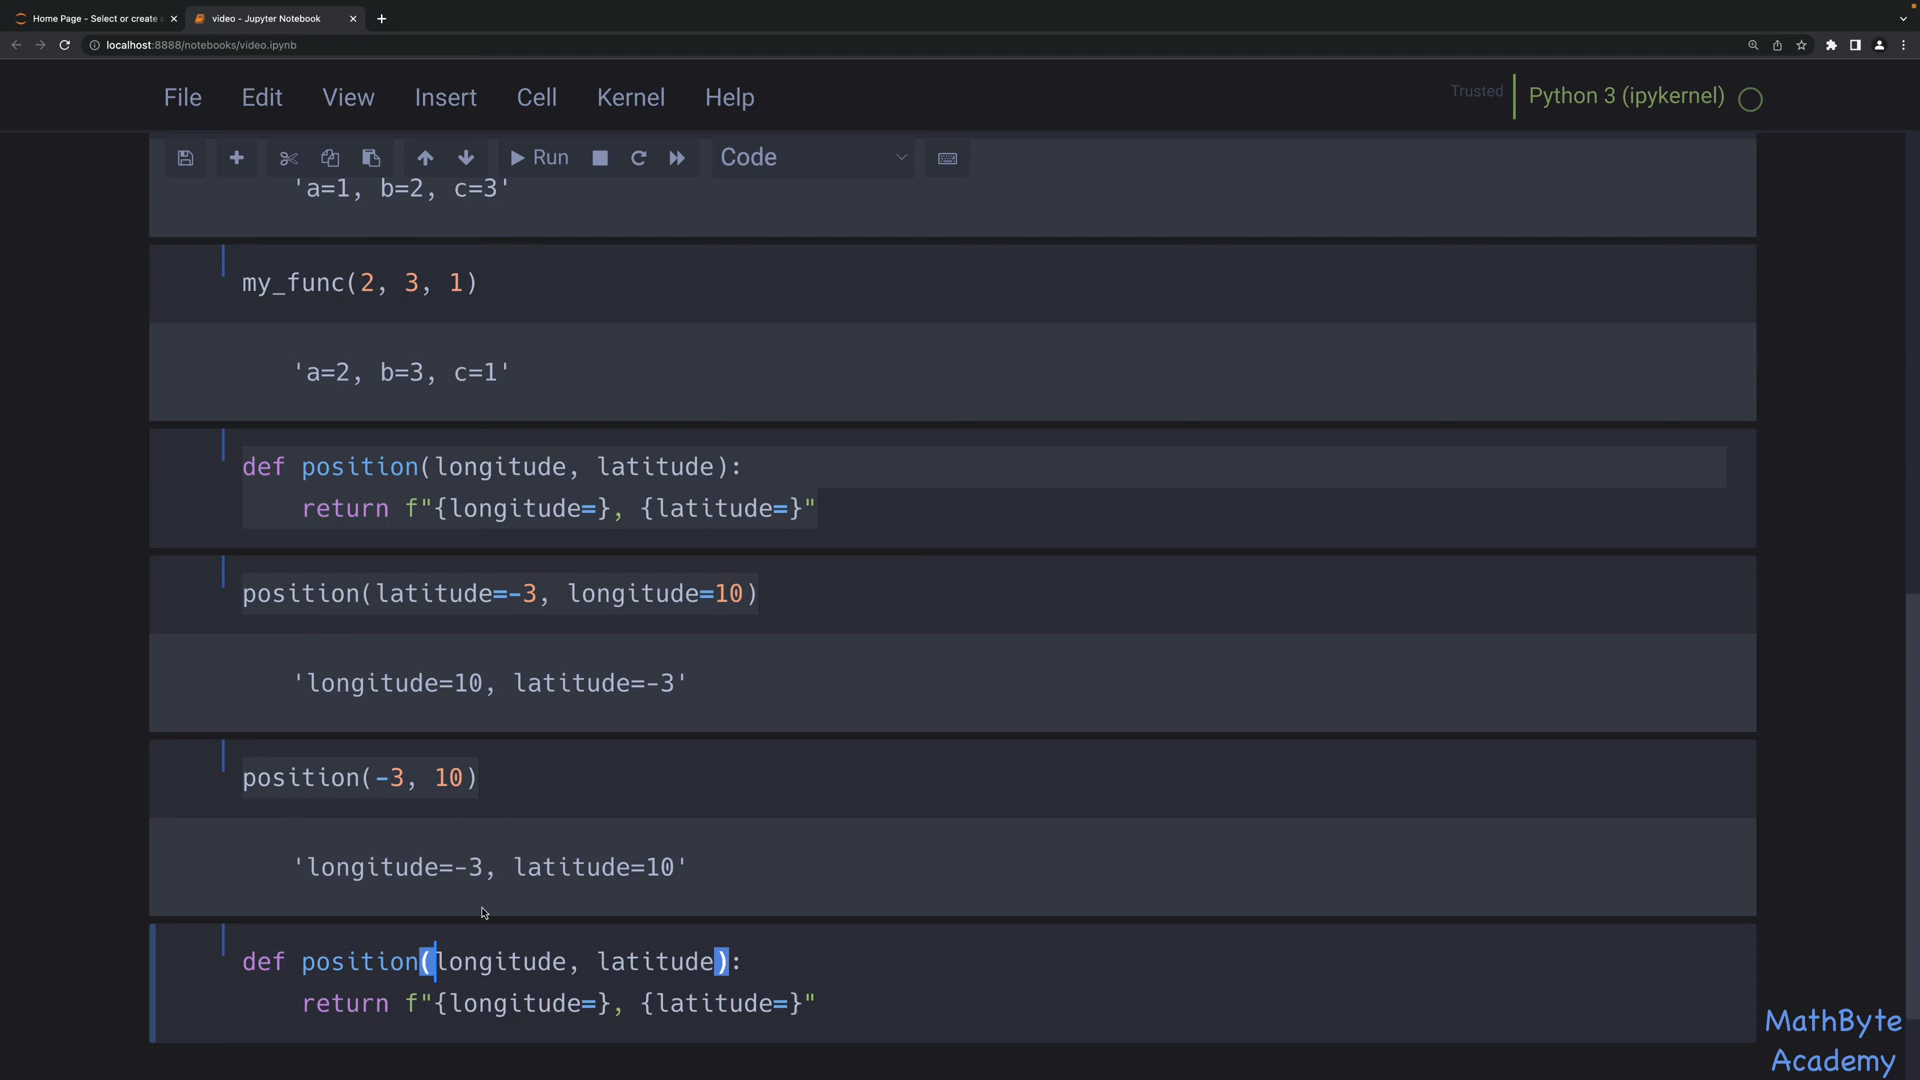 Home Page - Select or create a
video - Jupyter Notebook
localhost:8888/notebooks/video.ipynb
File Edit View Insert Cell Kernel Help
Trusted
Python 3 (ipykernel)
Run
Code
'a=1, b=2, c=3'
my_func(2, 3, 1)
'a=2, b=3, c=1'
def position(longitude, latitude):
    return f"{longitude=}, {latitude=}"
position(latitude=-3, longitude=10)
'longitude=10, latitude=-3'
position(-3, 10)
'longitude=-3, latitude=10'
def position(longitude, latitude):
    return f"{longitude=}, {latitude=}"
MathByte
Academy